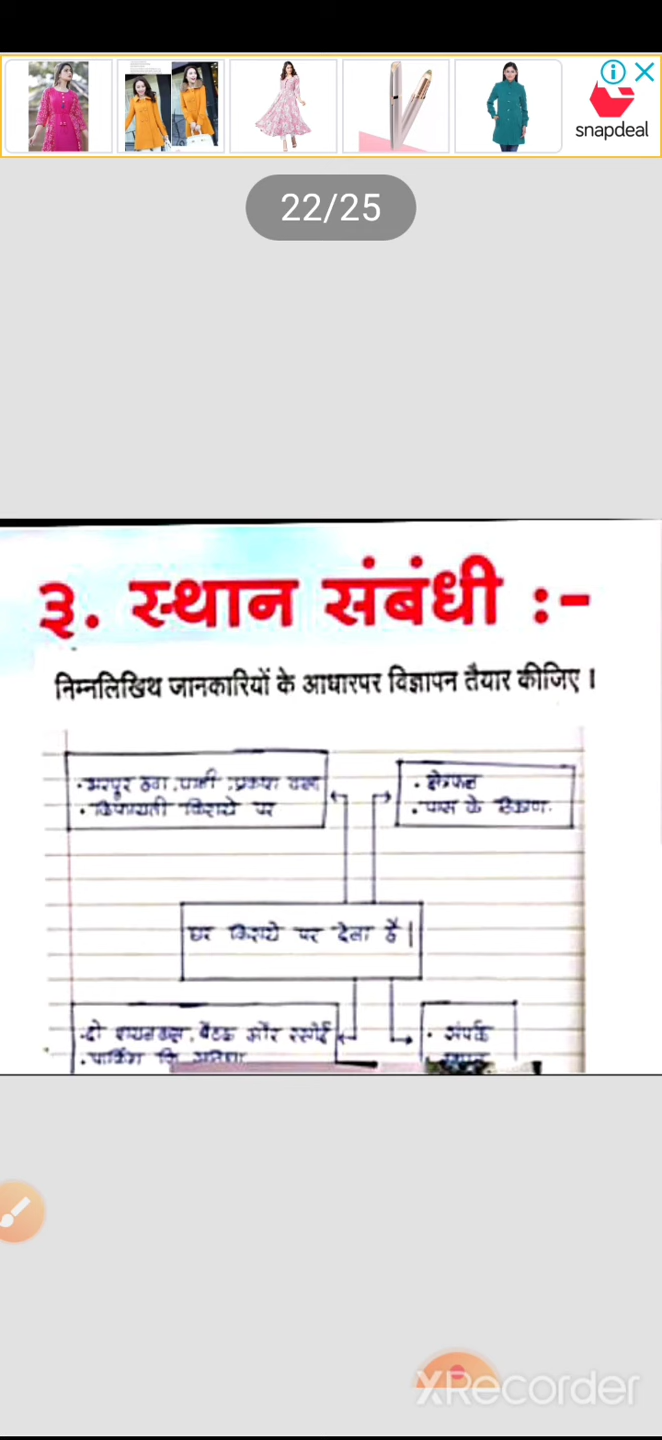 snapdeal
22/25
३. स्थान संबंधी :-
निम्नलिखिथ जानकारियों के आधारपर विज्ञापन तैयार कीजिए ।
• भरपुर हवा, पाणी, प्रकाश
• किफायती किराये पर
• क्षेत्रफल
• पास के ठिकाण.
घर किराये पर देना है |
• दो शयनकक्ष, बैठक और रसोई
• पार्किंग कि
• संपर्क
XRecorder